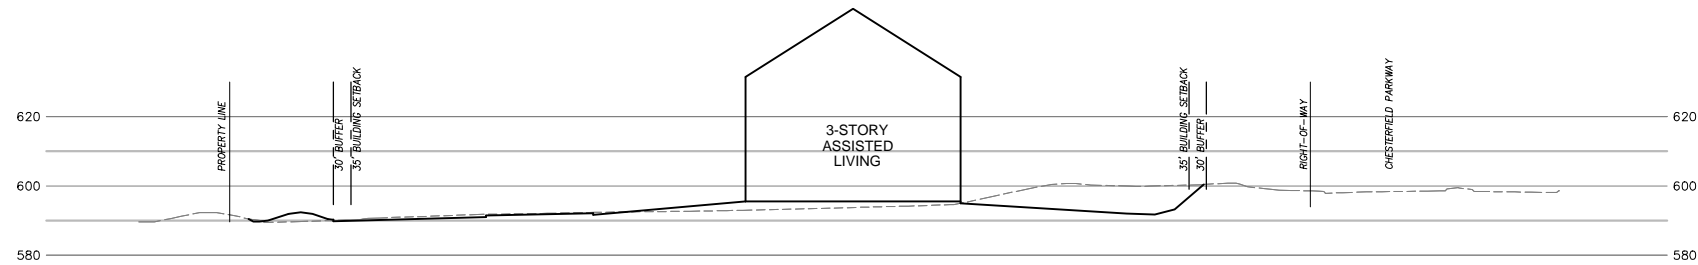 620
600
580
PROPERTY LINE
30' BUFFER
35' BUILDING SETBACK
3-STORY
ASSISTED
LIVING
35' BUILDING SETBACK
30' BUFFER
RIGHT-OF-WAY
CHESTERFIELD PARKWAY
620
600
580